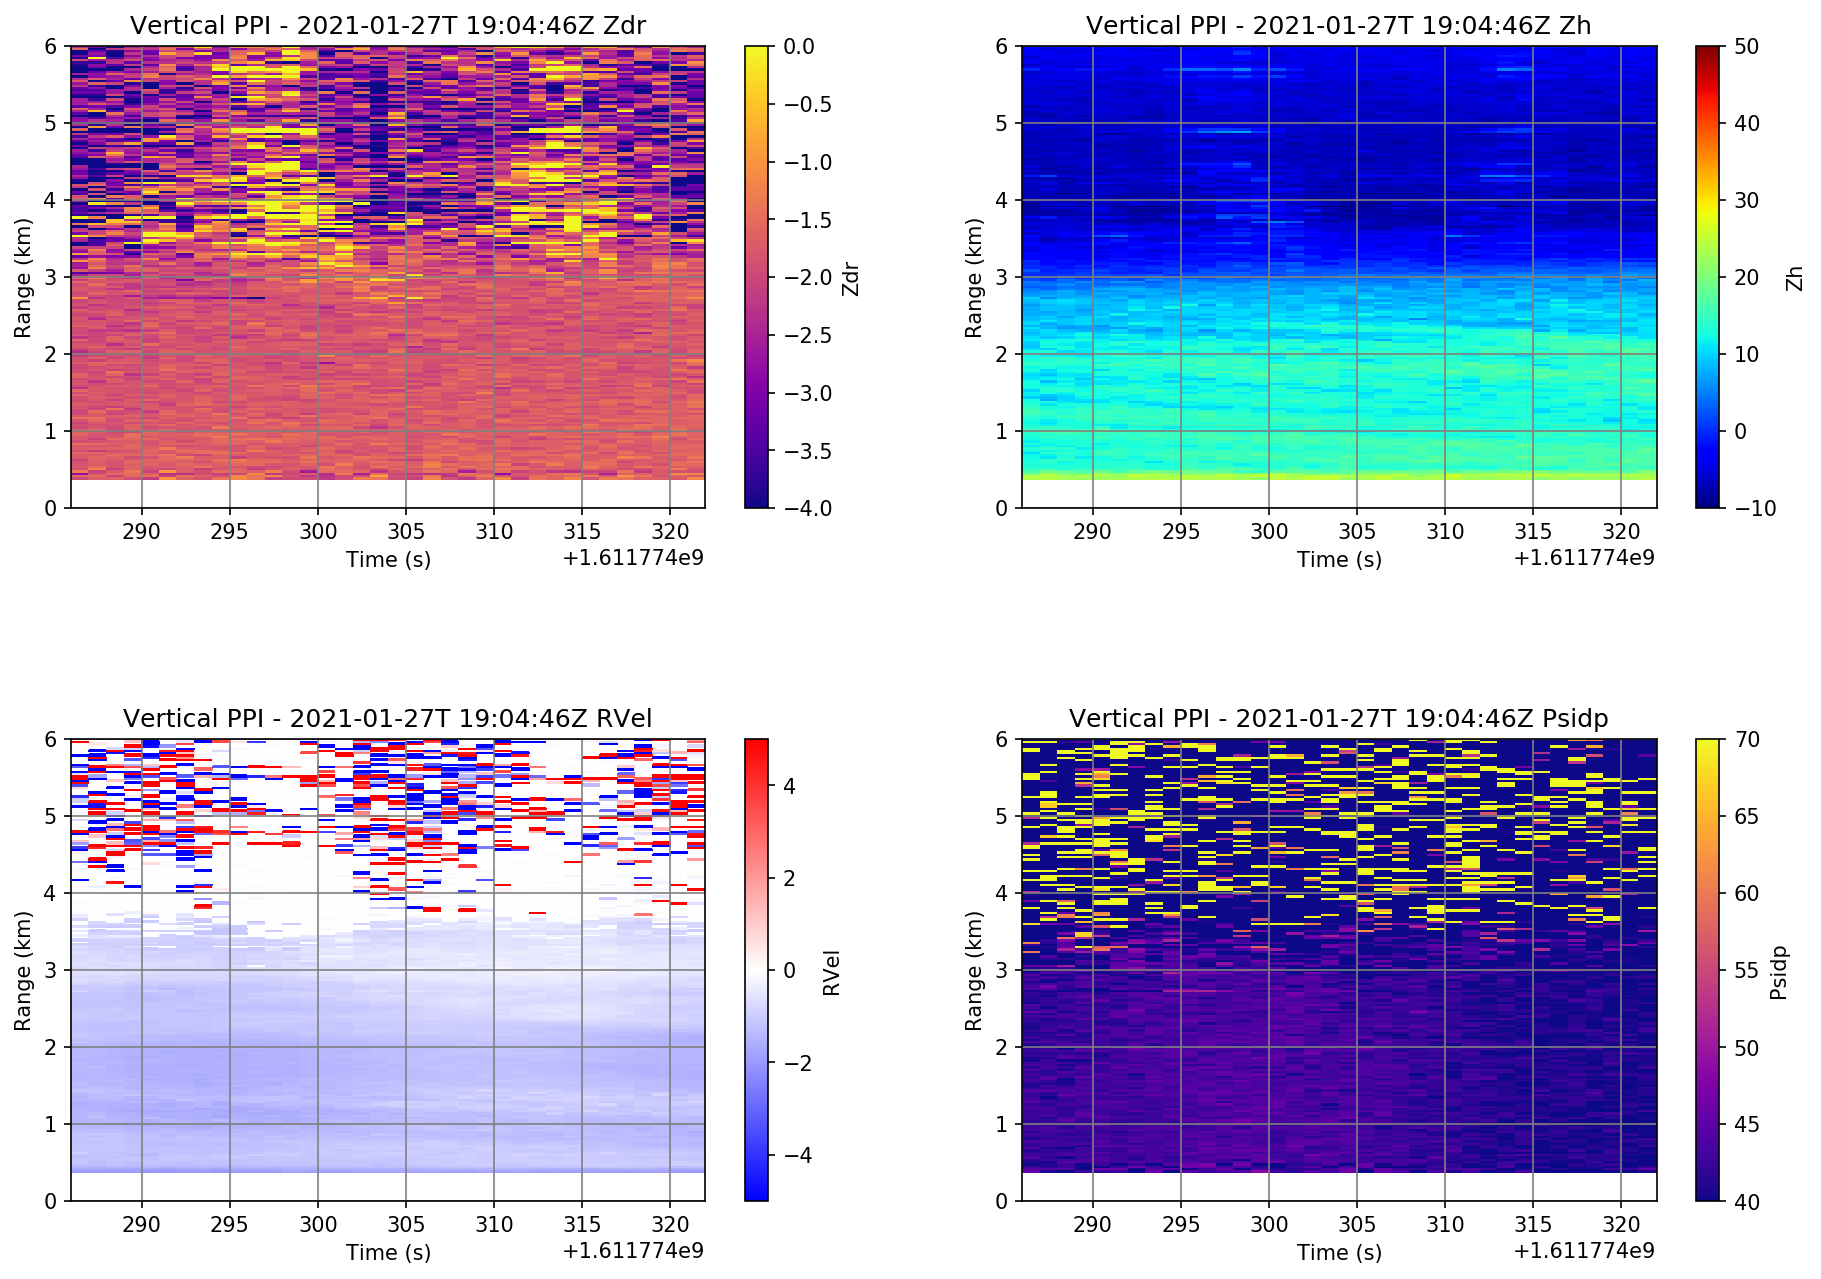 Vertical PPI - 2021-01-27T 19:04:46Z Zdr
6
5
4
3
2
1
0
Range (km)
290 295 300 305 310 315 320
Time (s)
+1.611774e9
0.0
−0.5
−1.0
−1.5
−2.0
−2.5
−3.0
−3.5
−4.0
Zdr
Vertical PPI - 2021-01-27T 19:04:46Z Zh
6
5
4
3
2
1
0
Range (km)
290 295 300 305 310 315 320
Time (s)
+1.611774e9
50
40
30
20
10
0
−10
Zh
Vertical PPI - 2021-01-27T 19:04:46Z RVel
6
5
4
3
2
1
0
Range (km)
290 295 300 305 310 315 320
Time (s)
+1.611774e9
4
2
0
−2
−4
RVel
Vertical PPI - 2021-01-27T 19:04:46Z Psidp
6
5
4
3
2
1
0
Range (km)
290 295 300 305 310 315 320
Time (s)
+1.611774e9
70
65
60
55
50
45
40
Psidp